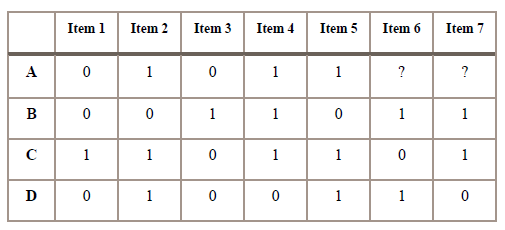 Item 1 Item 2 Item 3 Item 4 Item 5 Item 6 Item 7
A 0 1 0 1 1 ? ?
B 0 0 1 1 0 1 1
C 1 1 0 1 1 0 1
D 0 1 0 0 1 1 0